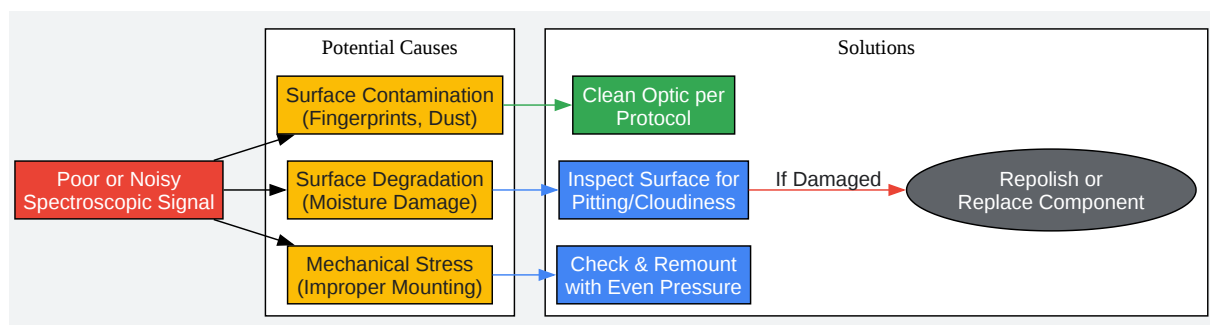 Potential Causes
Solutions
Surface Contamination
(Fingerprints, Dust)
Clean Optic per
Protocol
Poor or Noisy
Spectroscopic Signal
Surface Degradation
(Moisture Damage)
Inspect Surface for
Pitting/Cloudiness
If Damaged
Repolish or
Replace Component
Mechanical Stress
(Improper Mounting)
Check & Remount
with Even Pressure